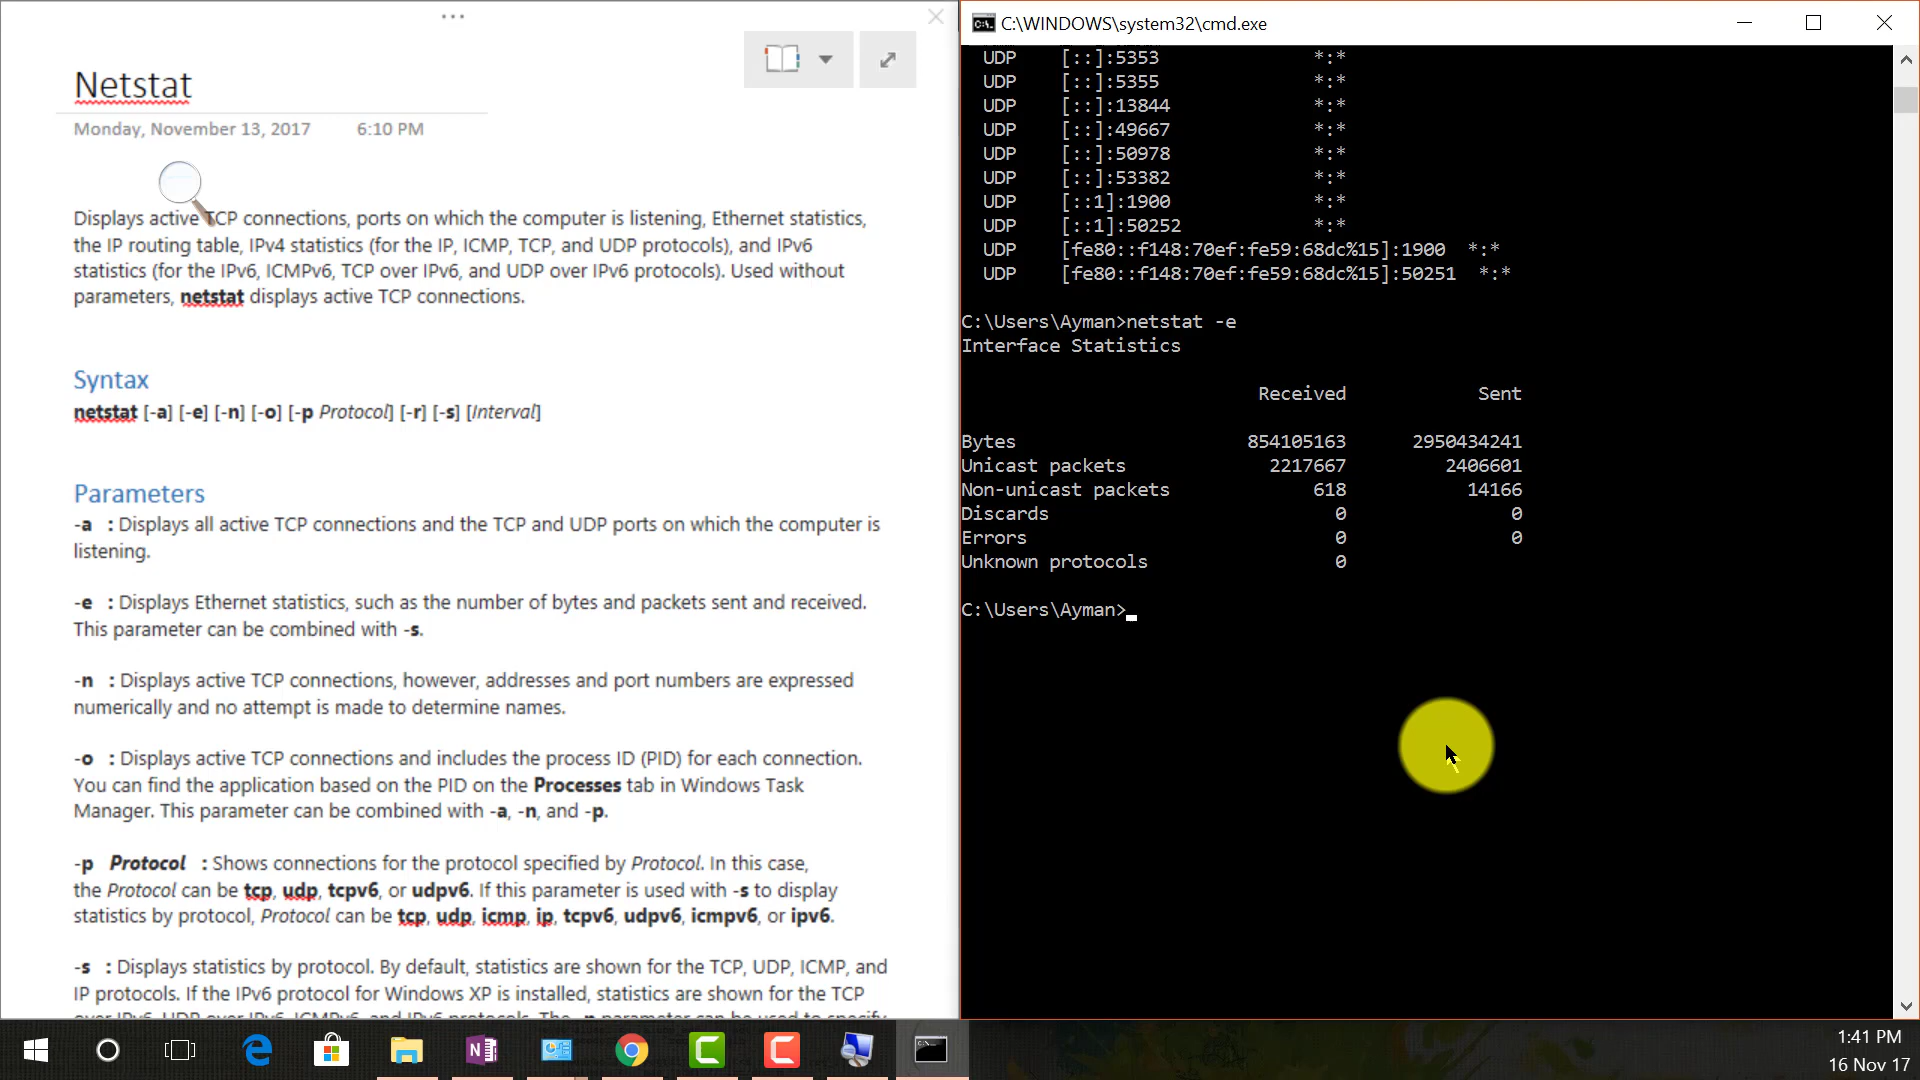 Netstat
Monday, November 13, 2017 6:10 PM
Displays active TCP connections, ports on which the computer is listening, Ethernet statistics,
the IP routing table, IPv4 statistics (for the IP, ICMP, TCP, and UDP protocols), and IPv6
statistics (for the IPv6, ICMPv6, TCP over IPv6, and UDP over IPv6 protocols). Used without
parameters, netstat displays active TCP connections.
Syntax
netstat [-a] [-e] [-n] [-o] [-p Protocol] [-r] [-s] [Interval]
Parameters
-a : Displays all active TCP connections and the TCP and UDP ports on which the computer is
listening.
-e : Displays Ethernet statistics, such as the number of bytes and packets sent and received.
This parameter can be combined with -s.
-n : Displays active TCP connections, however, addresses and port numbers are expressed
numerically and no attempt is made to determine names.
-o : Displays active TCP connections and includes the process ID (PID) for each connection.
You can find the application based on the PID on the Processes tab in Windows Task
Manager. This parameter can be combined with -a, -n, and -p.
-p Protocol : Shows connections for the protocol specified by Protocol. In this case,
the Protocol can be tcp, udp, tcpv6, or udpv6. If this parameter is used with -s to display
statistics by protocol, Protocol can be tcp, udp, icmp, ip, tcpv6, udpv6, icmpv6, or ipv6.
-s : Displays statistics by protocol. By default, statistics are shown for the TCP, UDP, ICMP, and
IP protocols. If the IPv6 protocol for Windows XP is installed, statistics are shown for the TCP
over IPv6, UDP over IPv6, ICMPv6, and IPv6 protocols. The -p parameter can be used to specify
C:\WINDOWS\system32\cmd.exe
UDP [::]:5353 *:*
UDP [::]:5355 *:*
UDP [::]:13844 *:*
UDP [::]:49667 *:*
UDP [::]:50978 *:*
UDP [::]:53382 *:*
UDP [::1]:1900 *:*
UDP [::1]:50252 *:*
UDP [fe80::f148:70ef:fe59:68dc%15]:1900 *:*
UDP [fe80::f148:70ef:fe59:68dc%15]:50251 *:*
C:\Users\Ayman>netstat -e
Interface Statistics
Received Sent
Bytes 854105163 2950434241
Unicast packets 2217667 2406601
Non-unicast packets 618 14166
Discards 0 0
Errors 0 0
Unknown protocols 0
C:\Users\Ayman>
1:41 PM
16 Nov 17